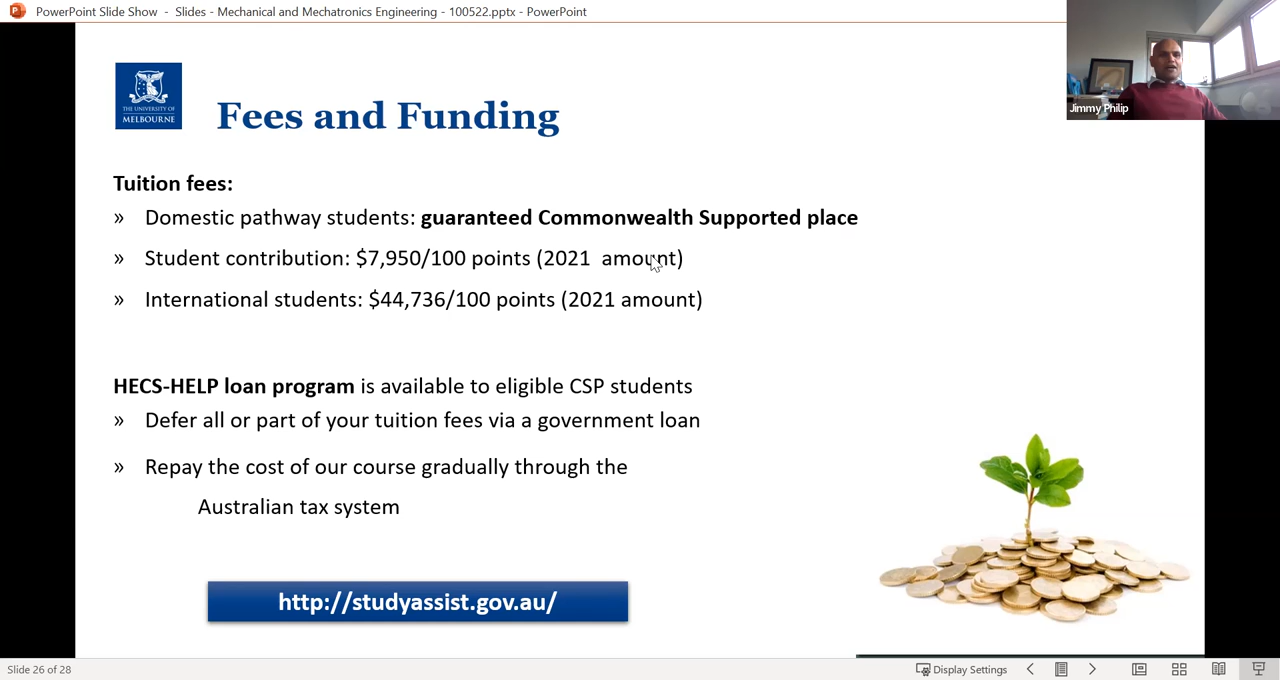 PowerPoint Slide Show - Slides - Mechanical and Mechatronics Engineering - 100522.pptx - PowerPoint
Jimmy Philip
THE UNIVERSITY OF
MELBOURNE
Fees and Funding
Tuition fees:
» Domestic pathway students: guaranteed Commonwealth Supported place
» Student contribution: $7,950/100 points (2021 amount)
» International students: $44,736/100 points (2021 amount)
HECS-HELP loan program is available to eligible CSP students
» Defer all or part of your tuition fees via a government loan
» Repay the cost of our course gradually through the
Australian tax system
http://studyassist.gov.au/
Slide 26 of 28
Display Settings